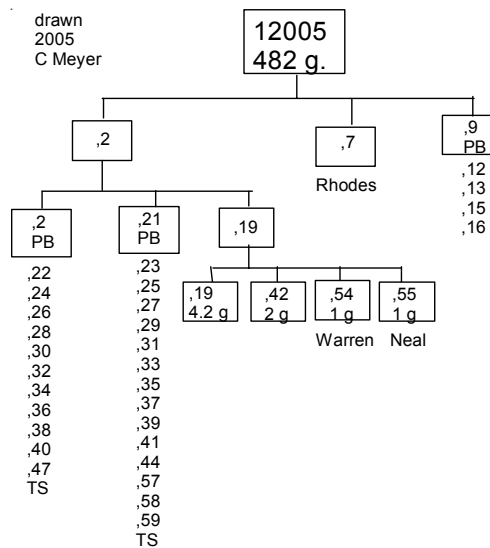 drawn
2005
C Meyer
12005
482 g.
,2
,7
,9
PB
Rhodes
,12
,13
,15
,16
,2
PB
,21
PB
,19
,22
,24
,26
,28
,30
,32
,34
,36
,38
,40
,47
TS
,23
,25
,27
,29
,31
,33
,35
,37
,39
,41
,44
,57
,58
,59
TS
,19
4.2 g
,42
2 g
,54
1 g
,55
1 g
Warren
Neal